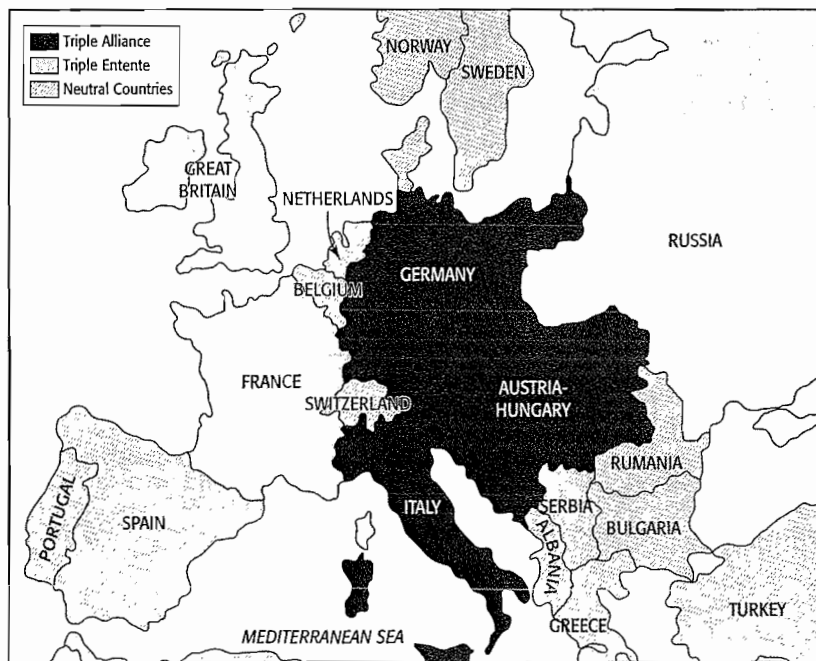 Triple Alliance
Triple Entente
Neutral Countries
NORWAY
SWEDEN
GREAT
BRITAIN
NETHERLANDS
RUSSIA
GERMANY
BELGIUM
FRANCE
SWITZERLAND
AUSTRIA-
HUNGARY
RUMANIA
PORTUGAL
SPAIN
ITALY
SERBIA
BULGARIA
ALBANIA
TURKEY
GREECE
MEDITERRANEAN SEA